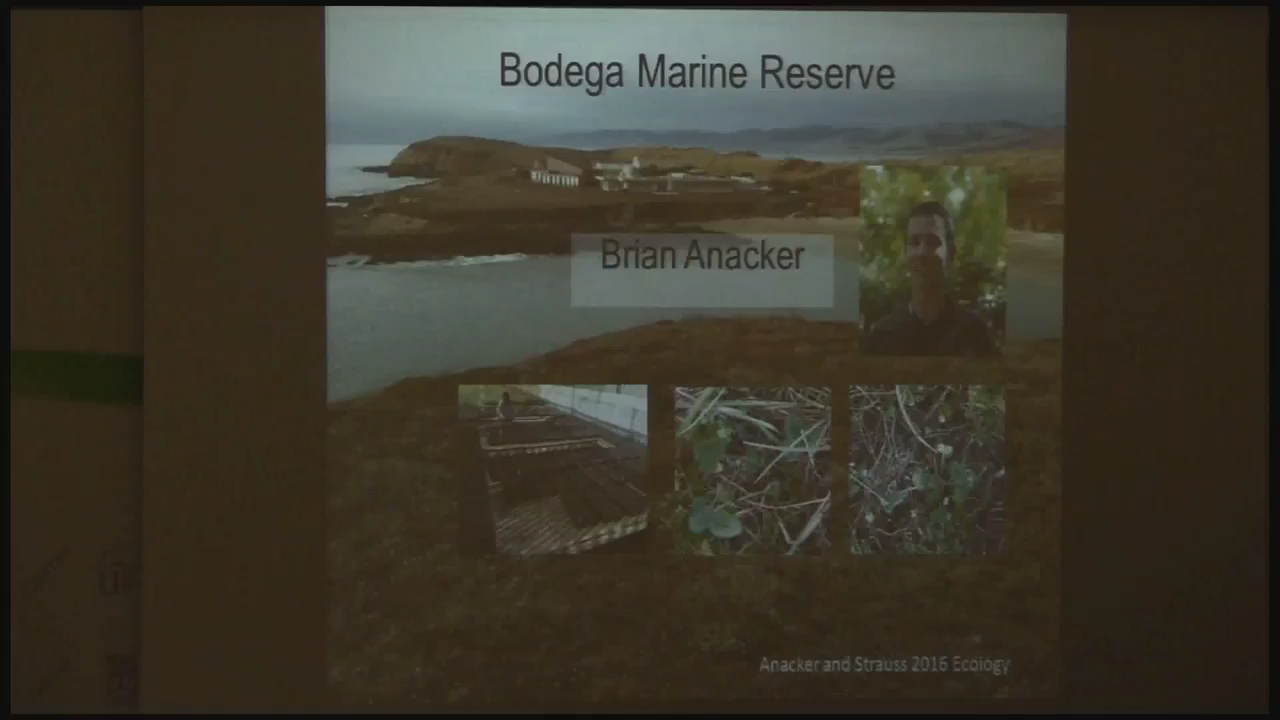 Bodega Marine Reserve
Brian Anacker
Anacker and Strauss 2016 Ecology